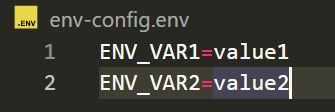 .ENV env-config.env
1 ENV_VAR1=value1
2 ENV_VAR2=value2